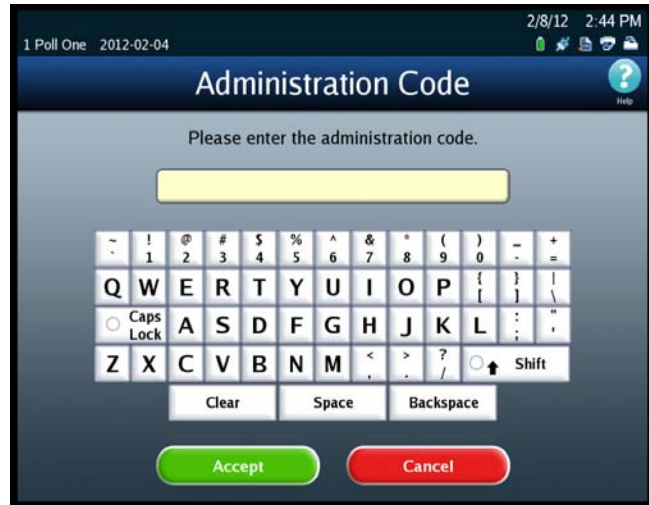 2/8/12 2:44 PM
1 Poll One 2012-02-04
Administration Code
Help
Please enter the administration code.
~ ! @ # $ % ^ & * ( ) _ +
` 1 2 3 4 5 6 7 8 9 0 - =
Q W E R T Y U I O P { [ } ] | \
Caps Lock A S D F G H J K L : ; " '
Z X C V B N M < , > . ? / Shift
Clear Space Backspace
Accept Cancel